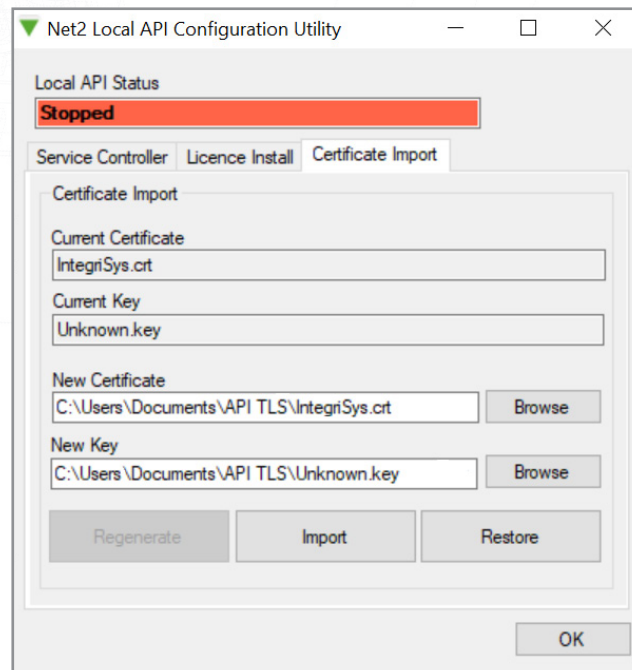 Net2 Local API Configuration Utility
Local API Status
Stopped
Service Controller Licence Install Certificate Import
Certificate Import
Current Certificate
IntegriSys.crt
Current Key
Unknown.key
New Certificate
C:\Users\Documents\API TLS\IntegriSys.crt Browse
New Key
C:\Users\Documents\API TLS\Unknown.key Browse
Regenerate Import Restore
OK